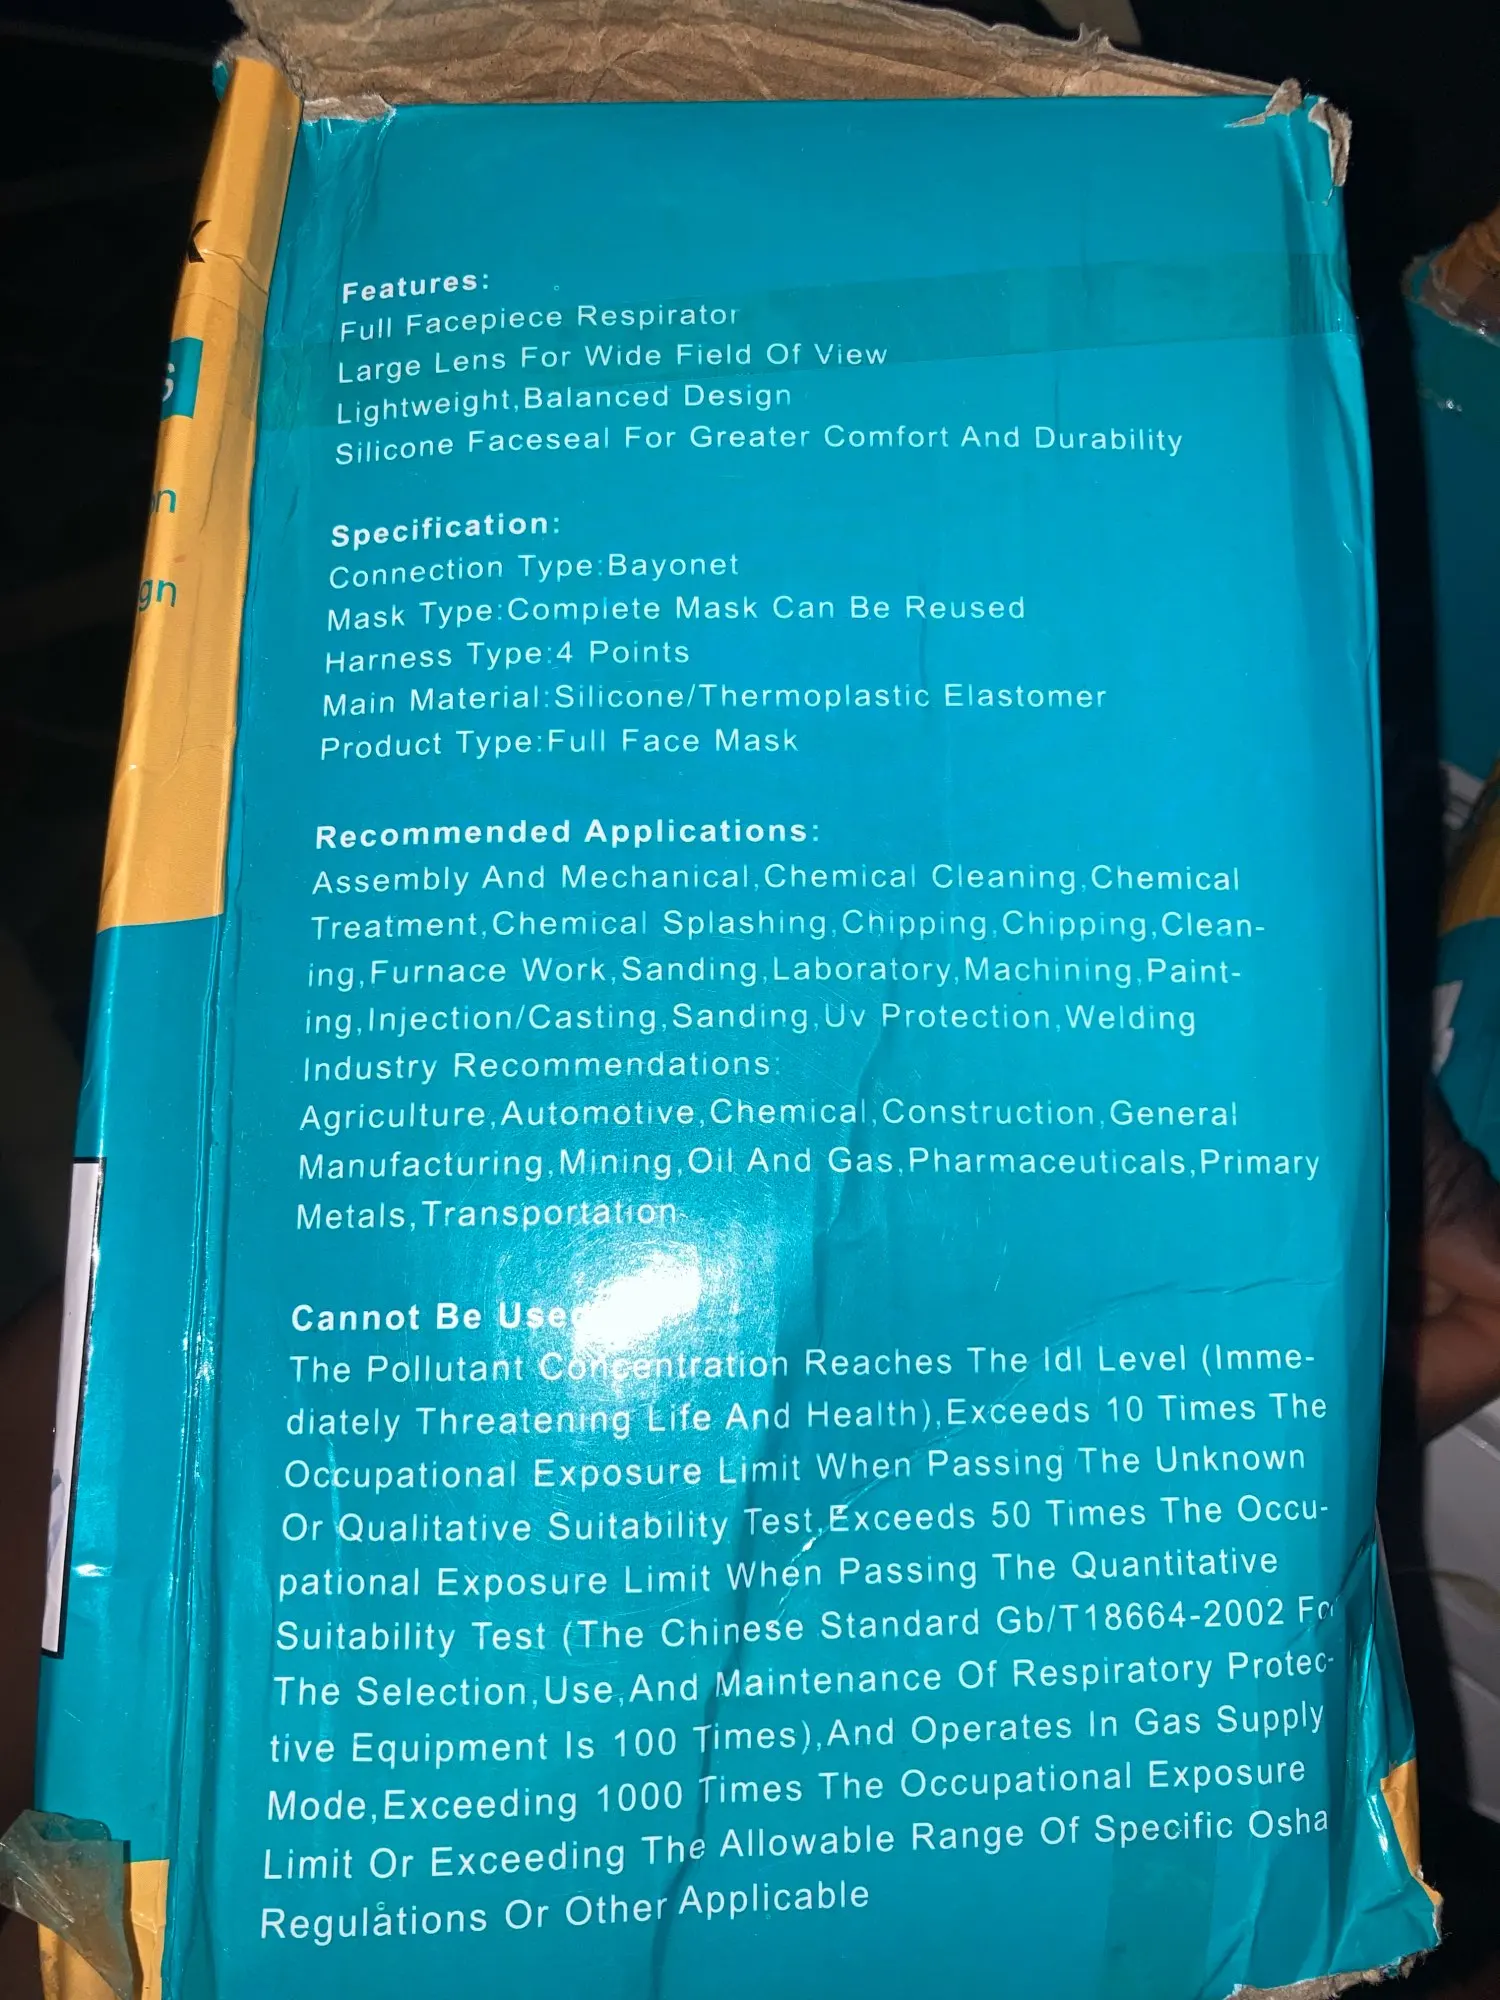 Features:
Full Facepiece Respirator
Large Lens For Wide Field Of View
Lightweight,Balanced Design
Silicone Faceseal For Greater Comfort And Durability
Specification:
Connection Type:Bayonet
Mask Type:Complete Mask Can Be Reused
Harness Type:4 Points
Main Material:Silicone/Thermoplastic Elastomer
Product Type:Full Face Mask
Recommended Applications:
Assembly And Mechanical,Chemical Cleaning,Chemical
Treatment,Chemical Splashing,Chipping,Chipping,Clean-
ing,Furnace Work,Sanding,Laboratory,Machining,Paint-
ing,Injection/Casting,Sanding,Uv Protection,Welding
Industry Recommendations:
Agriculture,Automotive,Chemical,Construction,General
Manufacturing,Mining,Oil And Gas,Pharmaceuticals,Primary
Metals,Transportation
Cannot Be
The Pollutant Concentration Reaches The Idl Level (Imme-
diately Threatening Life And Health),Exceeds 10 Times The
Occupational Exposure Limit When Passing The Unknown
Or Qualitative Suitability Test,Exceeds 50 Times The Occu-
pational Exposure Limit When Passing The Quantitative
Suitability Test (The Chinese Standard Gb/T18664-2002 For
The Selection,Use,And Maintenance Of Respiratory Protec-
tive Equipment Is 100 Times),And Operates In Gas Supply
Mode,Exceeding 1000 Times The Occupational Exposure
Limit Or Exceeding The Allowable Range Of Specific Osha
Regulations Or Other Applicable